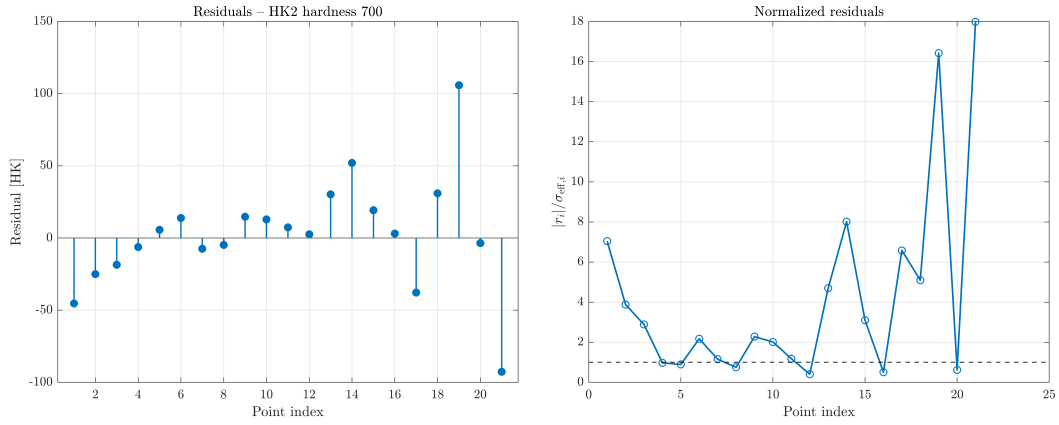 Residuals – HK2 hardness 700
150
100
50
0
-50
-100
2 4 6 8 10 12 14 16 18 20
Point index
Residual [HK]
Normalized residuals
18
16
14
12
10
8
6
4
2
0
0 5 10 15 20 25
Point index
|r_i|/σ_eff,i